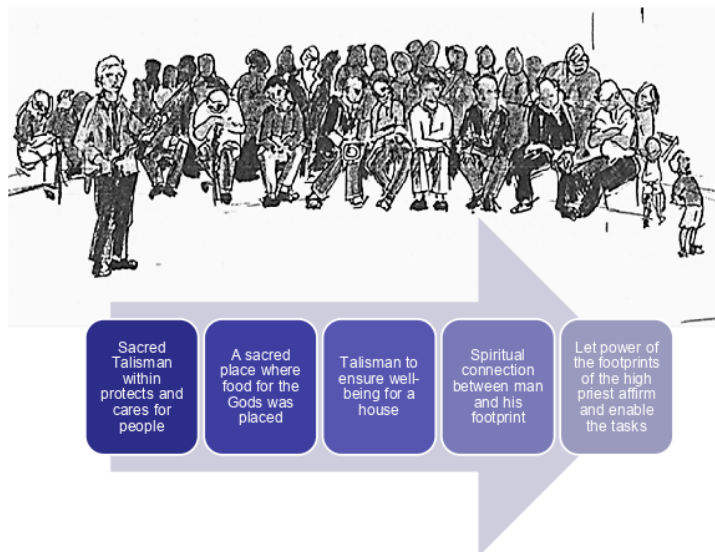 Sacred
Talisman
within
protects and
cares for
people
A sacred
place where
food for the
Gods was
placed
Talisman to
ensure well-
being for a
house
Spiritual
connection
between man
and his
footprint
Let power of
the footprints
of the high
priest affirm
and enable
the tasks